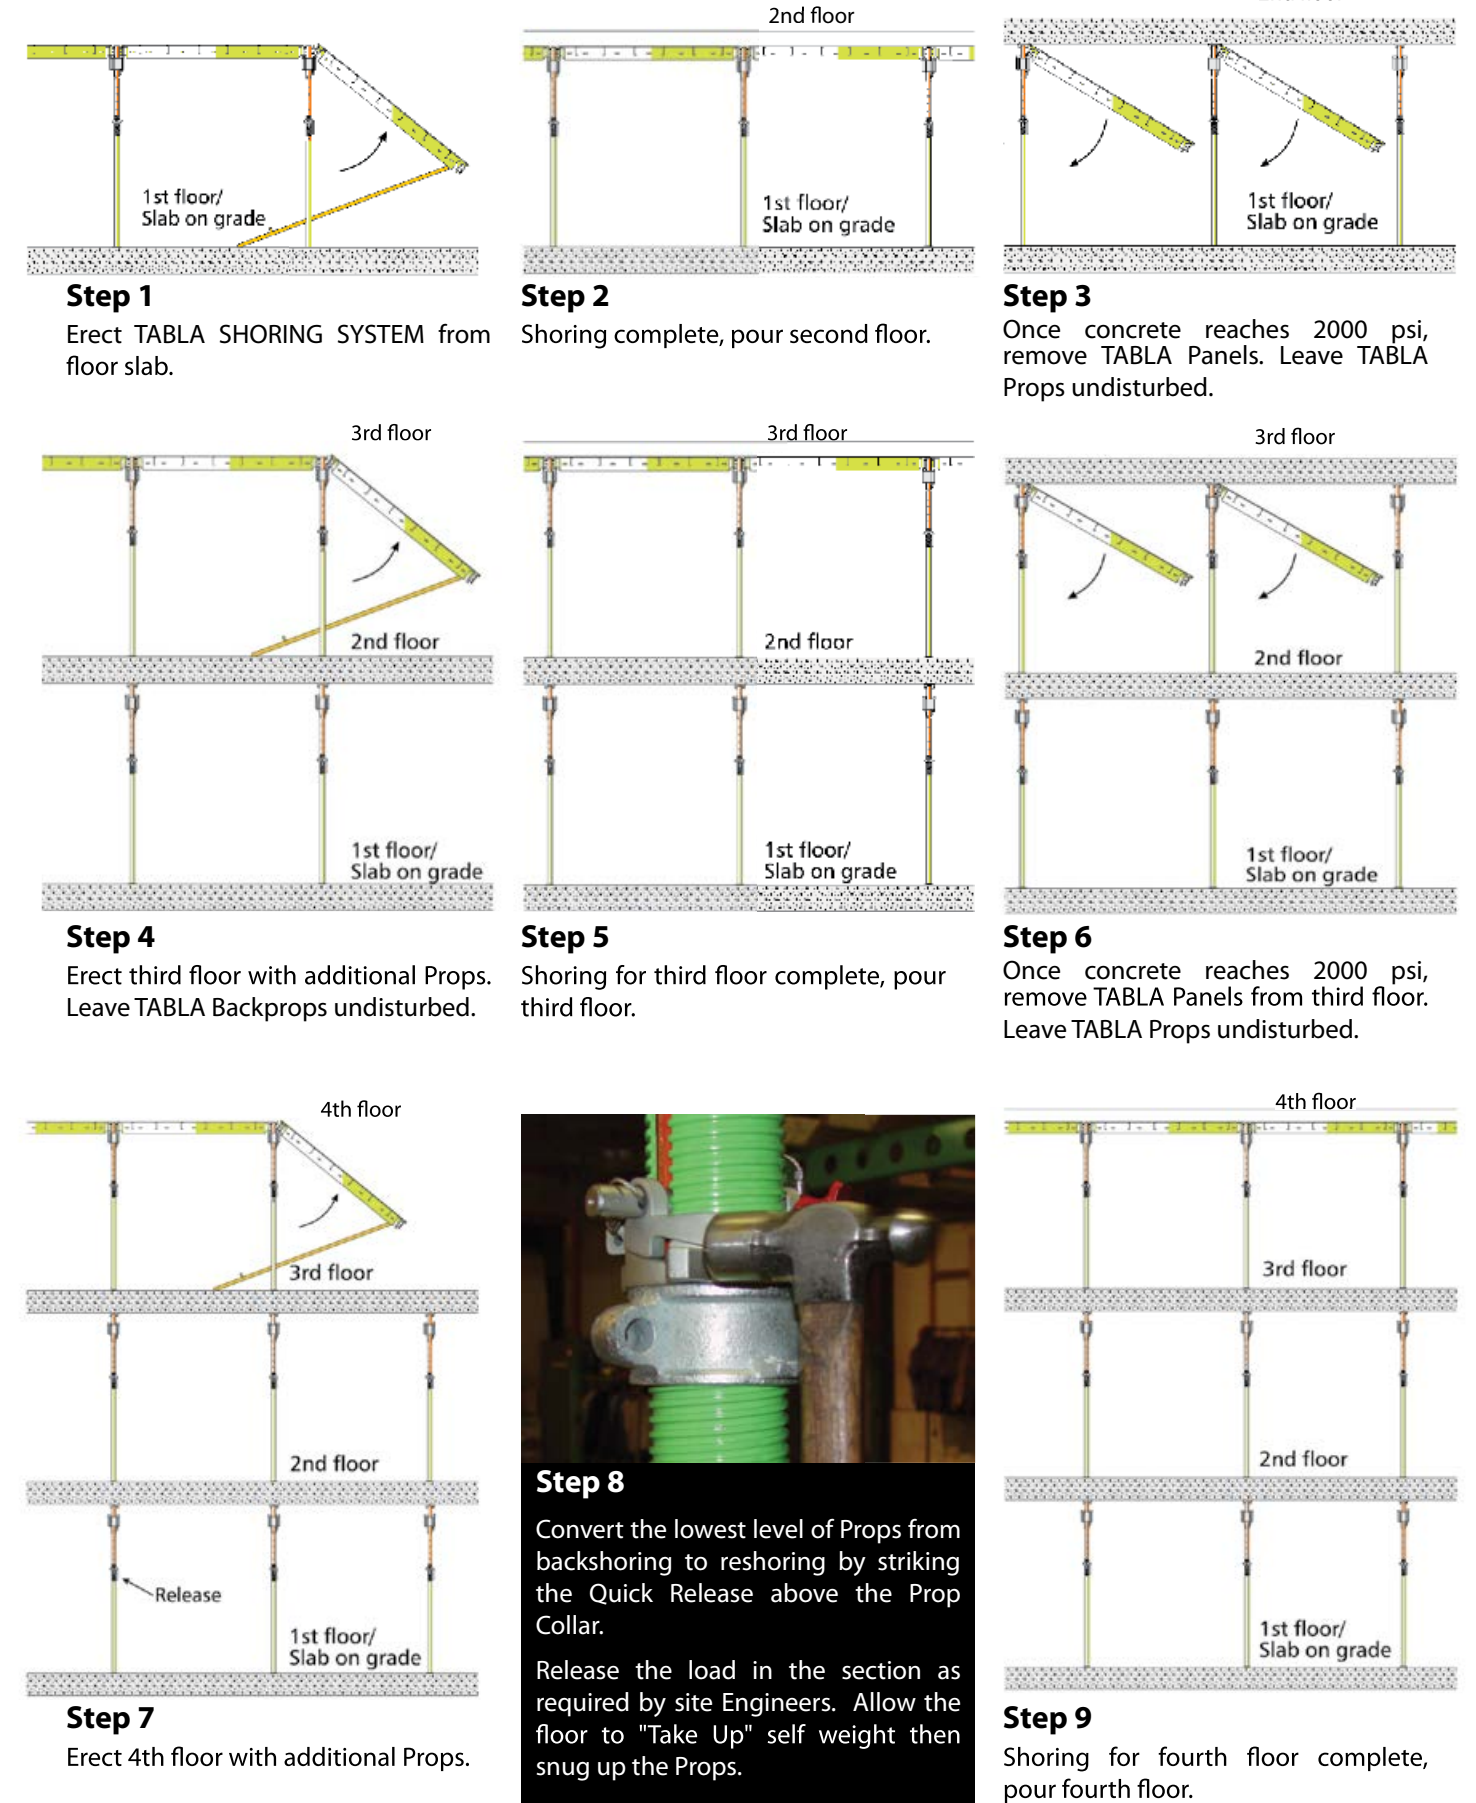 1st floor/
Slab on grade
Step 1
Erect TABLA SHORING SYSTEM from
floor slab.
2nd floor
1st floor/
Slab on grade
Step 2
Shoring complete, pour second floor.
1st floor/
Slab on grade
Step 3
Once concrete reaches 2000 psi,
remove TABLA Panels. Leave TABLA
Props undisturbed.
3rd floor
2nd floor
1st floor/
Slab on grade
Step 4
Erect third floor with additional Props.
Leave TABLA Backprops undisturbed.
3rd floor
2nd floor
1st floor/
Slab on grade
Step 5
Shoring for third floor complete, pour
third floor.
3rd floor
2nd floor
1st floor/
Slab on grade
Step 6
Once concrete reaches 2000 psi,
remove TABLA Panels from third floor.
Leave TABLA Props undisturbed.
4th floor
3rd floor
2nd floor
Release
1st floor/
Slab on grade
Step 7
Erect 4th floor with additional Props.
Step 8
Convert the lowest level of Props from
backshoring to reshoring by striking
the Quick Release above the Prop
Collar.
Release the load in the section as
required by site Engineers. Allow the
floor to "Take Up" self weight then
snug up the Props.
4th floor
3rd floor
2nd floor
1st floor/
Slab on grade
Step 9
Shoring for fourth floor complete,
pour fourth floor.